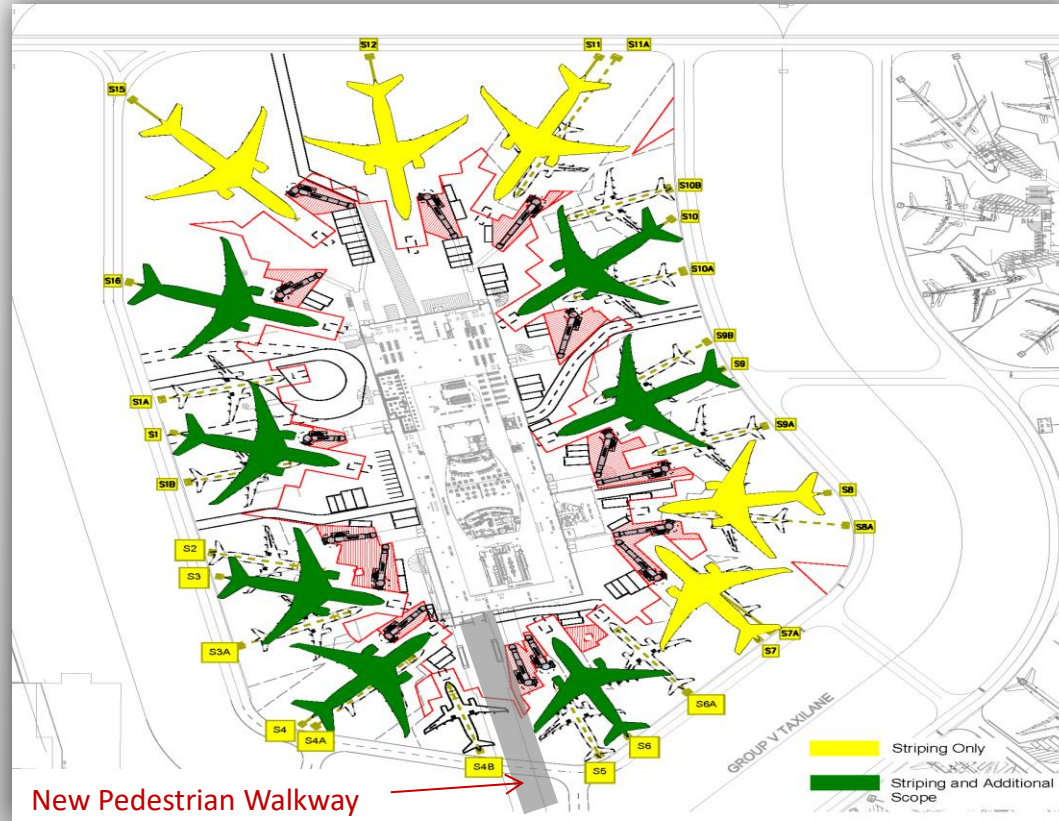 S12
S11
S11A
S15
S10B
S10
S16
S10A
S9B
S9
S1A
S1
S9A
S1B
S8
S8A
S2
S3
S7A
S7
S3A
S6A
S4
S4A
S6
S4B
S5
GROUP V TAXILANE
Striping Only
Striping and Additional
Scope
New Pedestrian Walkway